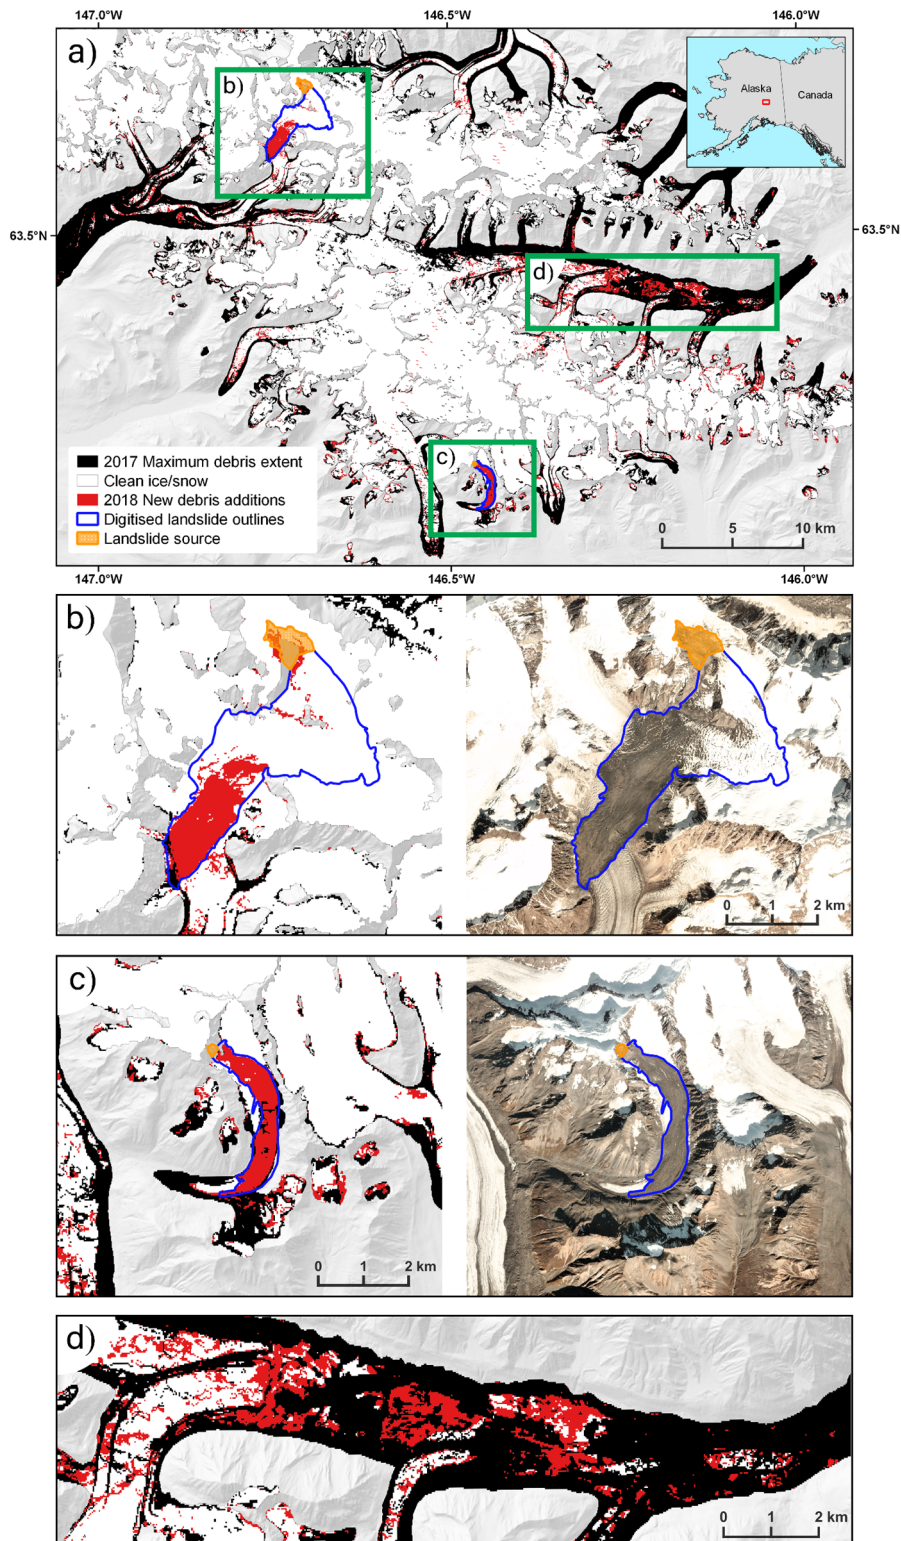 147.0°W 146.5°W 146.0°W
a)
b)
Alaska Canada
63.5°N 63.5°N
d)
c)
2017 Maximum debris extent
Clean ice/snow
2018 New debris additions
Digitised landslide outlines
Landslide source
0 5 10 km
147.0°W 146.5°W 146.0°W
b)
0 1 2 km
c)
0 1 2 km
d)
0 1 2 km